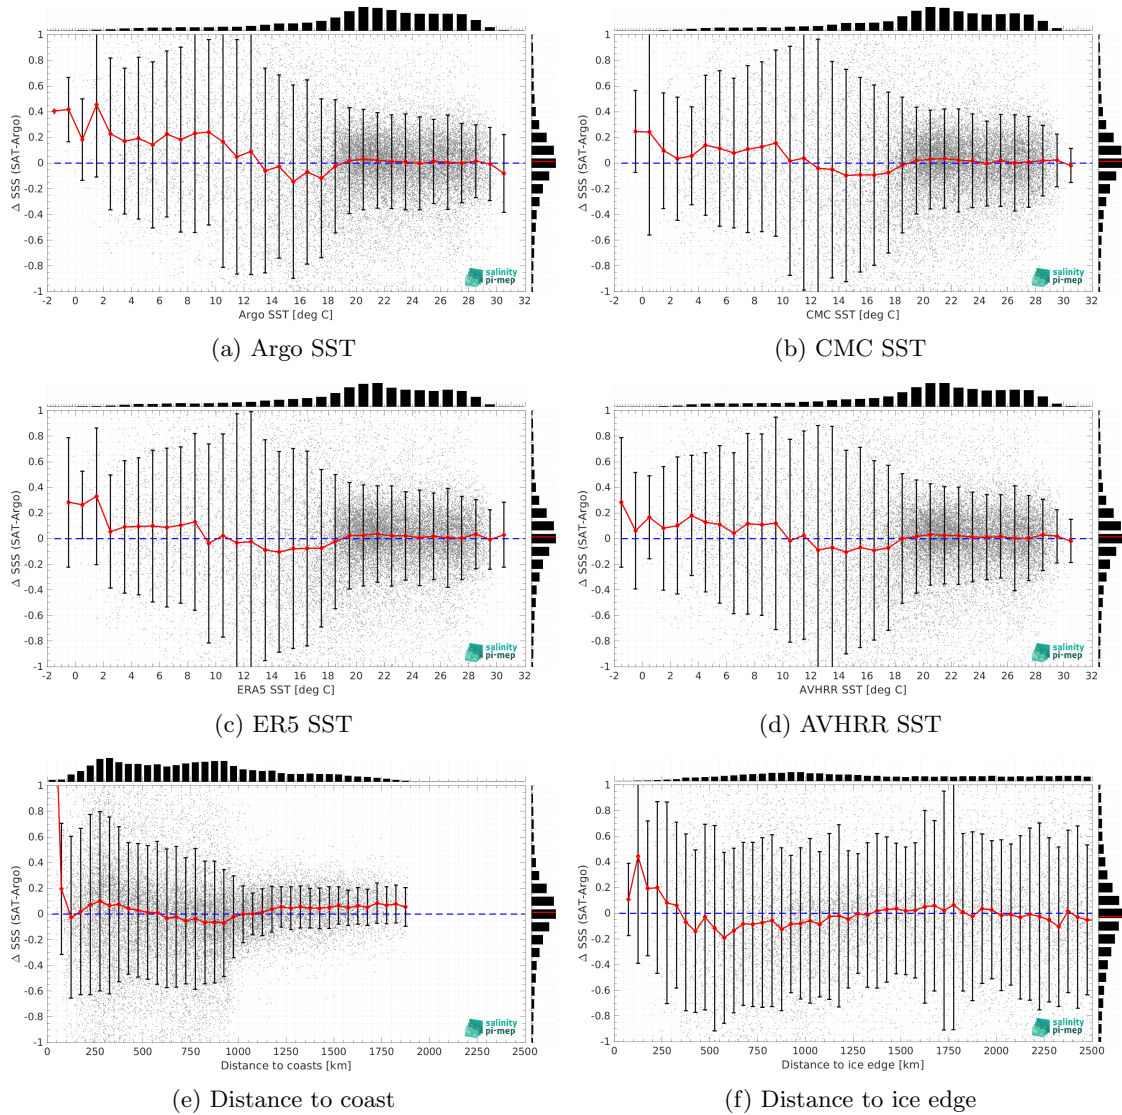 1
0.8
0.6
0.4
0.2
0
-0.2
-0.4
-0.6
-0.8
-1
Δ SSS (SAT-Argo)
-2 0 2 4 6 8 10 12 14 16 18 20 22 24 26 28 30 32
Argo SST [deg C]
salinity
pi-mep
(a) Argo SST
1
0.8
0.6
0.4
0.2
0
-0.2
-0.4
-0.6
-0.8
-1
Δ SSS (SAT-Argo)
-2 0 2 4 6 8 10 12 14 16 18 20 22 24 26 28 30 32
CMC SST [deg C]
salinity
pi-mep
(b) CMC SST
1
0.8
0.6
0.4
0.2
0
-0.2
-0.4
-0.6
-0.8
-1
Δ SSS (SAT-Argo)
-2 0 2 4 6 8 10 12 14 16 18 20 22 24 26 28 30 32
ERA5 SST [deg C]
salinity
pi-mep
(c) ER5 SST
1
0.8
0.6
0.4
0.2
0
-0.2
-0.4
-0.6
-0.8
-1
Δ SSS (SAT-Argo)
-2 0 2 4 6 8 10 12 14 16 18 20 22 24 26 28 30 32
AVHRR SST [deg C]
salinity
pi-mep
(d) AVHRR SST
1
0.8
0.6
0.4
0.2
0
-0.2
-0.4
-0.6
-0.8
-1
Δ SSS (SAT-Argo)
0 250 500 750 1000 1250 1500 1750 2000 2250 2500
Distance to coasts [km]
salinity
pi-mep
(e) Distance to coast
1
0.8
0.6
0.4
0.2
0
-0.2
-0.4
-0.6
-0.8
-1
Δ SSS (SAT-Argo)
0 250 500 750 1000 1250 1500 1750 2000 2250 2500
Distance to ice edge [km]
salinity
pi-mep
(f) Distance to ice edge